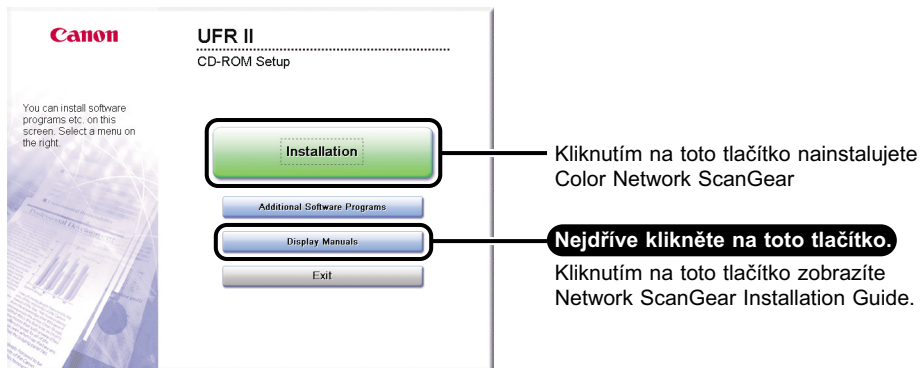 Canon
UFR II
CD-ROM Setup
You can install software
programs etc. on this
screen. Select a menu on
the right.
Installation
Additional Software Programs
Display Manuals
Exit
Kliknutím na toto tlačítko nainstalujete
Color Network ScanGear
Nejdříve klikněte na toto tlačítko.
Kliknutím na toto tlačítko zobrazíte
Network ScanGear Installation Guide.